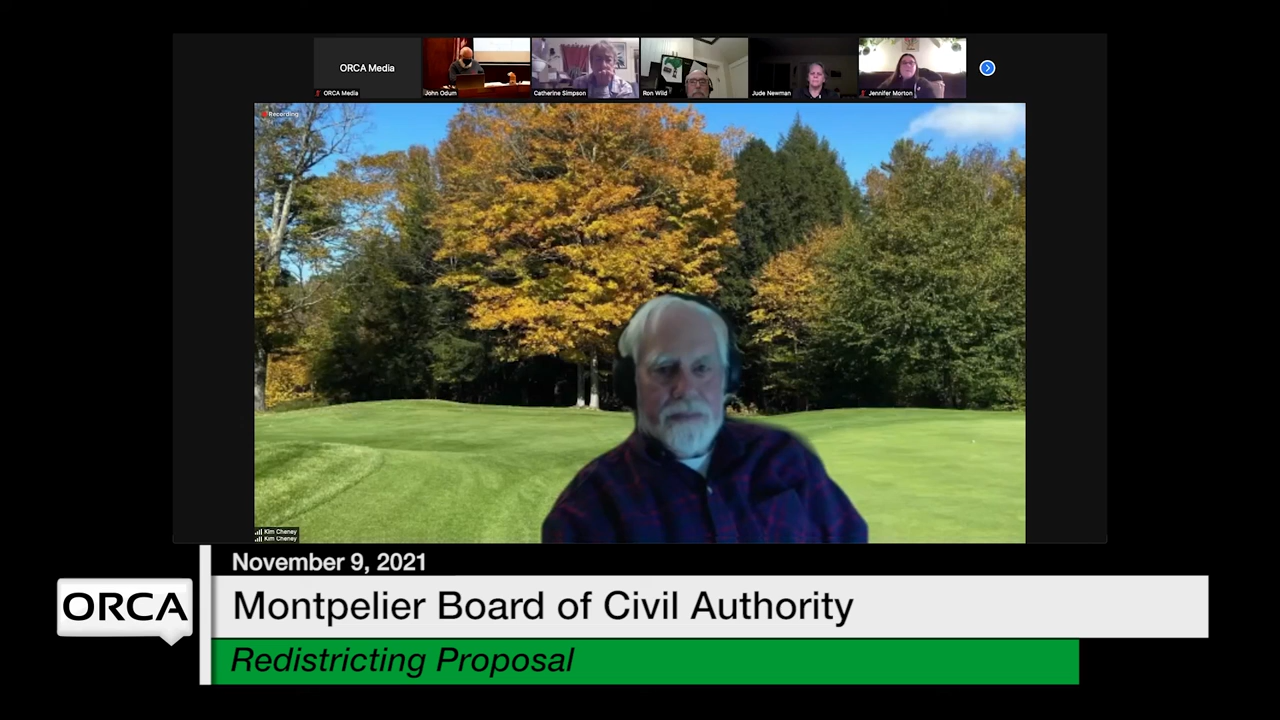 ORCA Media
ORCA Media
John Odum
Catherine Simpson
Ron Wild
Jude Newman
Jennifer Morton
Recording
Kim Cheney
Kim Cheney
November 9, 2021
ORCA
Montpelier Board of Civil Authority
Redistricting Proposal